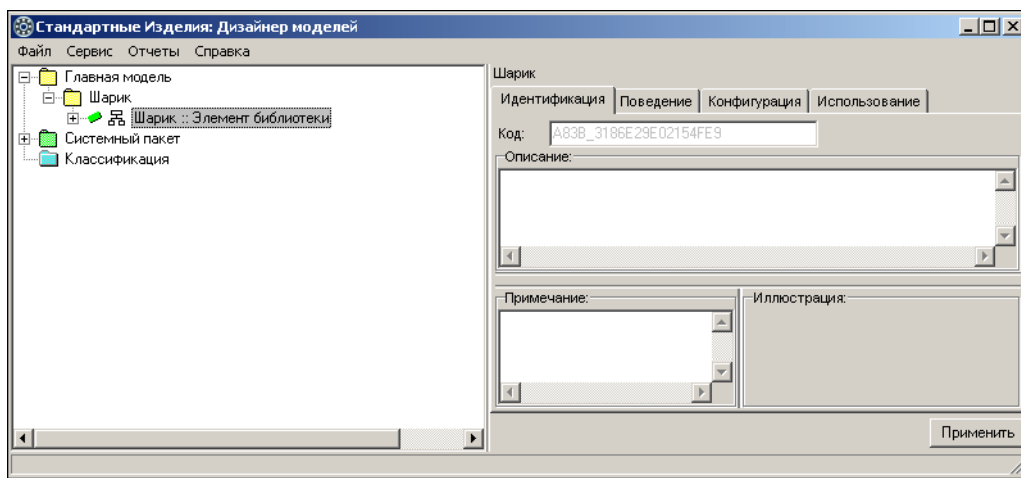 Стандартные Изделия: Дизайнер моделей
Файл Сервис Отчеты Справка
Главная модель
Шарик
Шарик :: Элемент библиотеки
Системный пакет
Классификация
Шарик
Идентификация Поведение Конфигурация Использование
Код: A83B_3186E29E02154FE9
Описание:
Примечание:
Иллюстрация:
Применить